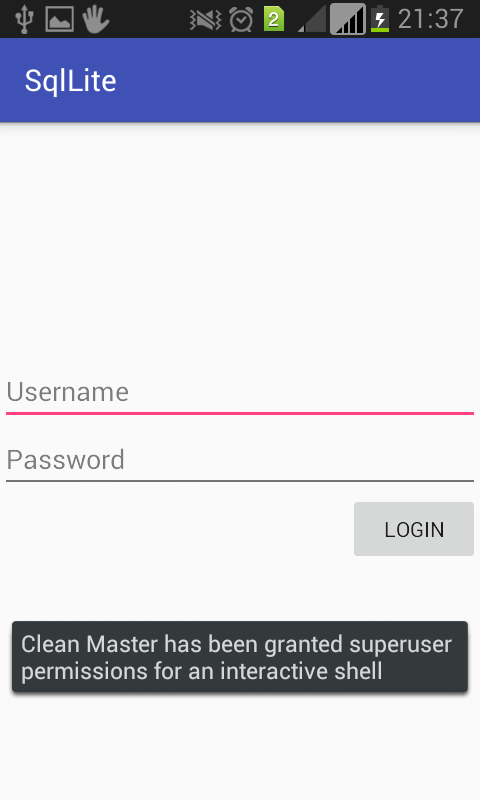 2
21:37
SqlLite
Username
Password
LOGIN
Clean Master has been granted superuser
permissions for an interactive shell